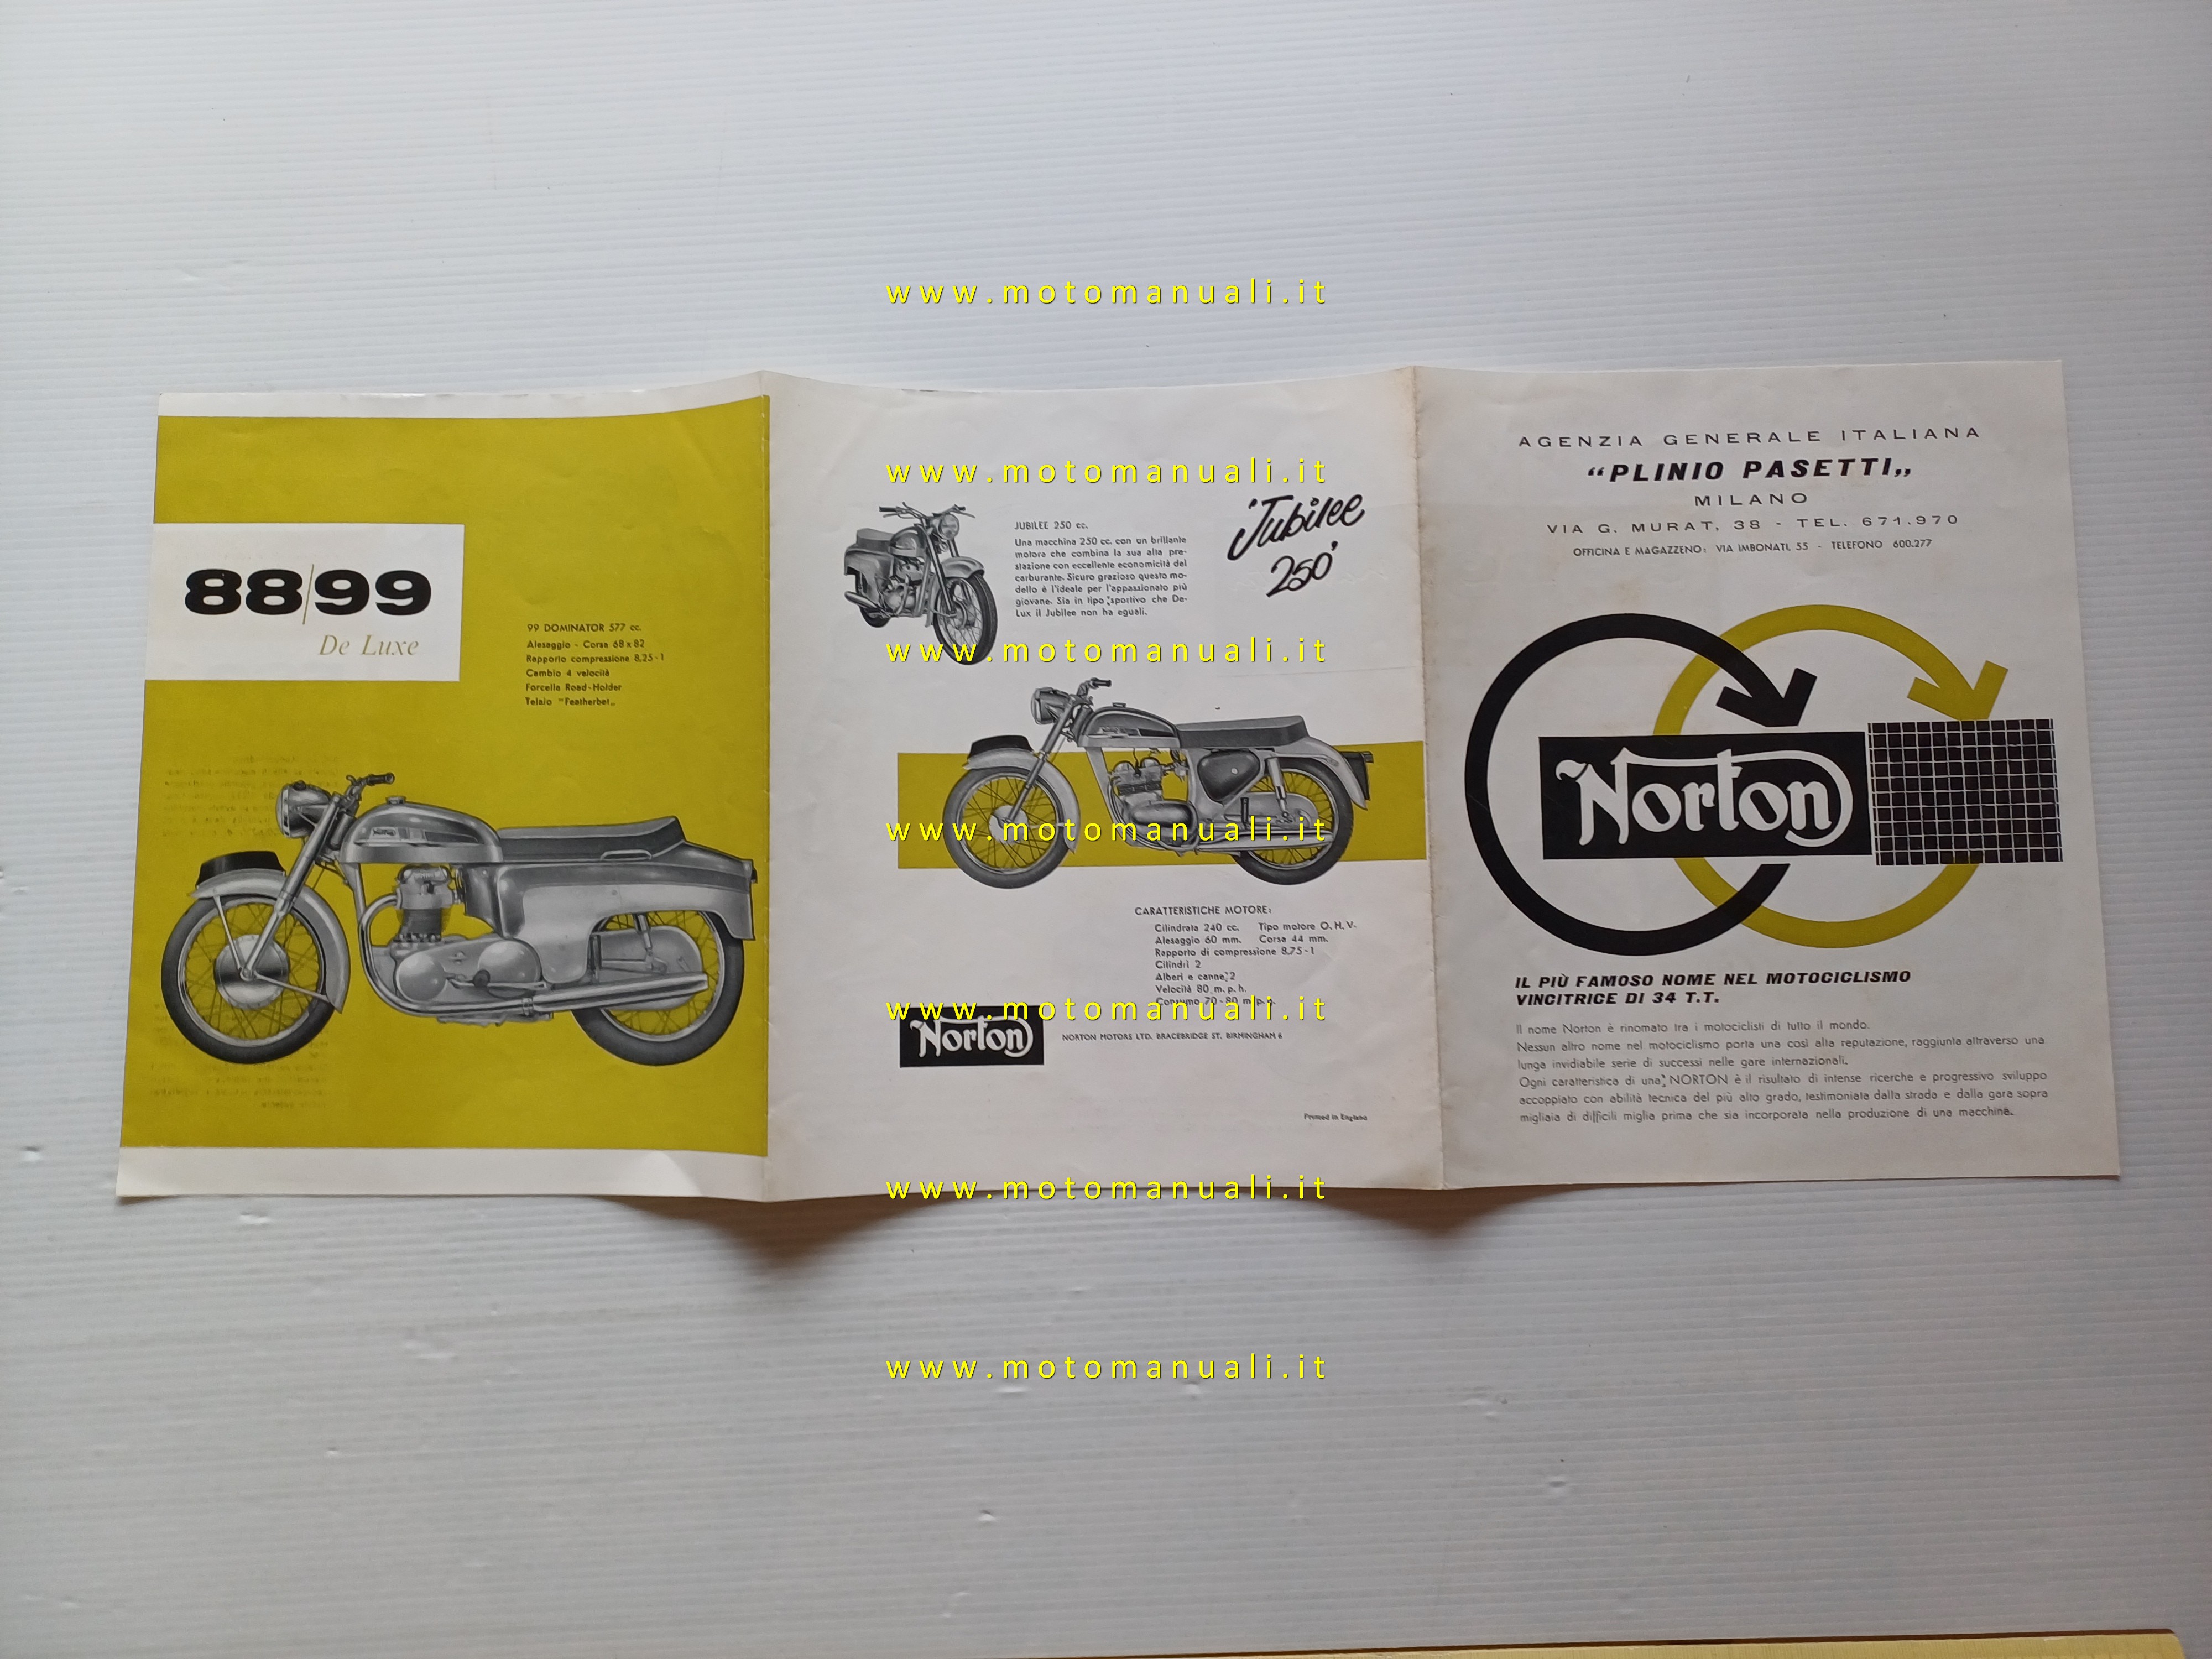 www.motomanuali.it
88/99
De Luxe
99 DOMINATOR 577 cc.
Alesaggio - Corsa 68 x 82
Rapporto compressione 8,25-1
Cambio 4 velocità
Forcella Road-Holder
Telaio "Featherbet„
Norton
www.motomanuali.it
JUBILEE 250 cc.
Una macchina 250 cc. con un brillante
motore che combina la sua alta pre-
stazione con eccellente economicità del
carburante. Sicuro grazioso questo mo-
dello è l'ideale per l'appassionato più
giovane. Sia in tipo sportivo che De-
Lux il Jubilee non ha eguali.
'Jubilee
250'
www.motomanuali.it
www.motomanuali.it
CARATTERISTICHE MOTORE:
Cilindrata 240 cc. Tipo motore O.H.V.
Alesaggio 60 mm. Corsa 44 mm.
Rapporto di compressione 8,75-1
Cilindri 2
Alberi e canne 2
Velocità 80 m.p.h.
Consumo 70-80 m.p.g.
www.motomanuali.it
Norton
NORTON MOTORS LTD. BRACEBRIDGE ST. BIRMINGHAM 6
Printed in England
www.motomanuali.it
AGENZIA GENERALE ITALIANA
"PLINIO PASETTI„
MILANO
VIA G. MURAT, 38 - TEL. 671.970
OFFICINA E MAGAZZENO: VIA IMBONATI, 55 - TELEFONO 600.277
Norton
IL PIÙ FAMOSO NOME NEL MOTOCICLISMO
VINCITRICE DI 34 T.T.
Il nome Norton è rinomato tra i motociclisti di tutto il mondo.
Nessun altro nome nel motociclismo porta una così alta reputazione, raggiunta attraverso una
lunga invidiabile serie di successi nelle gare internazionali.
Ogni caratteristica di una NORTON è il risultato di intense ricerche e progressivo sviluppo
accoppiato con abilità tecnica del più alto grado, testimoniata dalla strada e dalla gara sopra
migliaia di difficili miglia prima che sia incorporata nella produzione di una macchina.
www.motomanuali.it